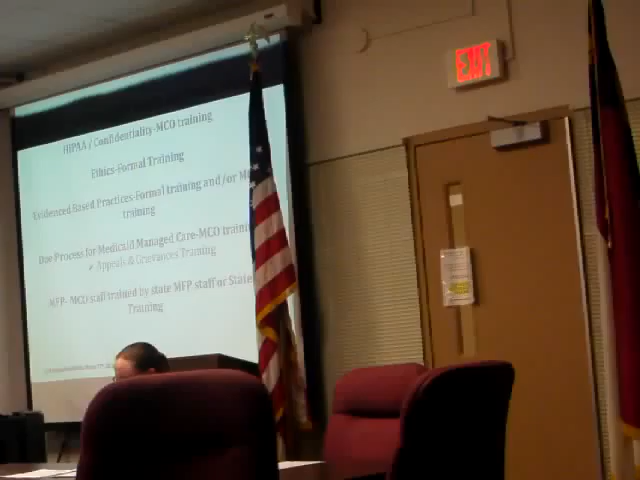 HIPAA / Confidentiality-MCO training
Ethics-Formal Training
Evidenced Based Practices-Formal training and /or
training
Due Process for Medicaid Managed Care-MCO
✓ Appeals & Grievances Training
MFP- MCO staff trained by state MFP staff or State
Training
EXIT